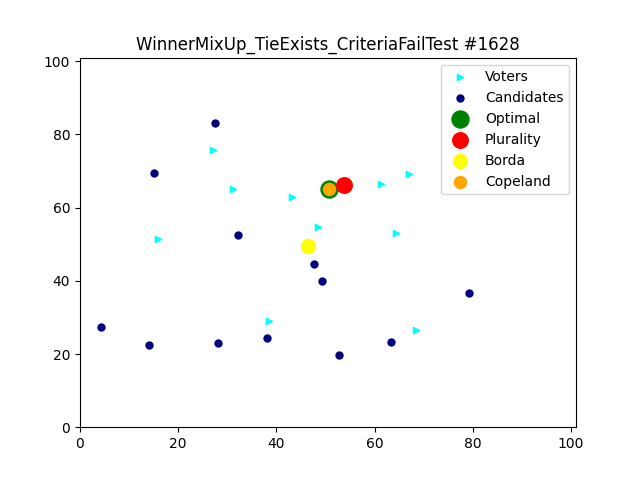 WinnerMixUp_TieExists_CriteriaFailTest #1628
100
80
60
40
20
0
0 20 40 60 80 100
Voters
Candidates
Optimal
Plurality
Borda
Copeland